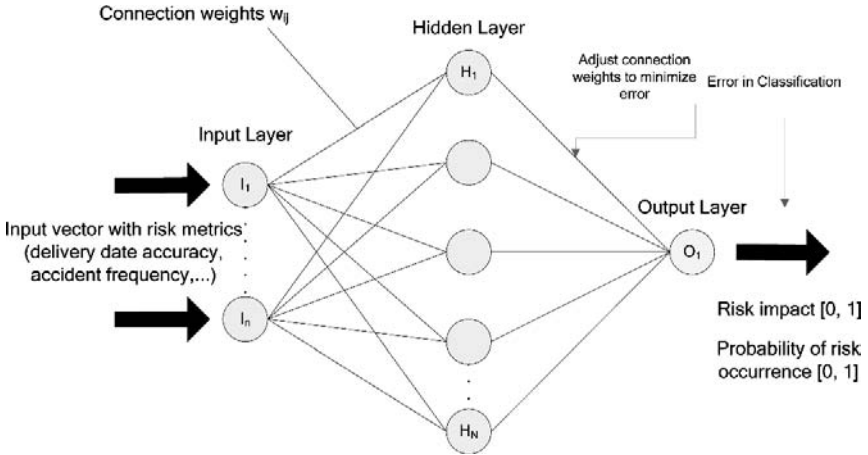 Connection weights wij
Hidden Layer
H1
Adjust connection
weights to minimize
error
Error in Classification
Input Layer
I1
Input vector with risk metrics
(delivery date accuracy,
accident frequency,...)
In
Output Layer
O1
Risk impact [0, 1]
Probability of risk
occurrence [0, 1]
HN